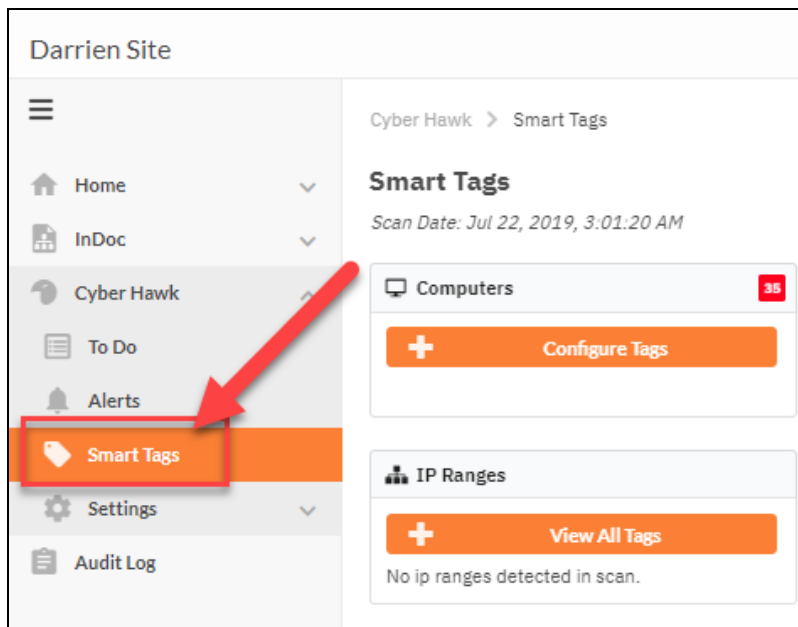 Darrien Site
Home
InDoc
Cyber Hawk
To Do
Alerts
Smart Tags
Settings
Audit Log
Cyber Hawk > Smart Tags
Smart Tags
Scan Date: Jul 22, 2019, 3:01:20 AM
Computers 35
Configure Tags
IP Ranges
View All Tags
No ip ranges detected in scan.